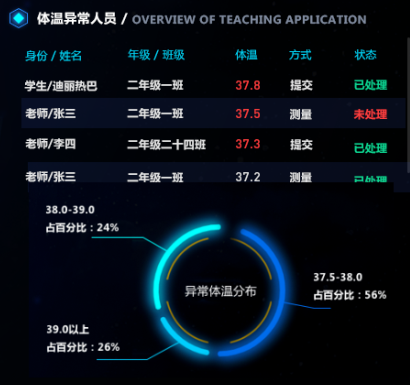 体温异常人员 / OVERVIEW OF TEACHING APPLICATION
身份 / 姓名 年级 / 班级 体温 方式 状态
学生/迪丽热巴 二年级一班 37.8 提交 已处理
老师/张三 二年级一班 37.5 测量 未处理
老师/李四 二年级二十四班 37.3 提交 已处理
老师/张三 二年级一班 37.2 测量 已处理
38.0-39.0
占百分比：24%
异常体温分布
37.5-38.0
占百分比：56%
39.0以上
占百分比：26%